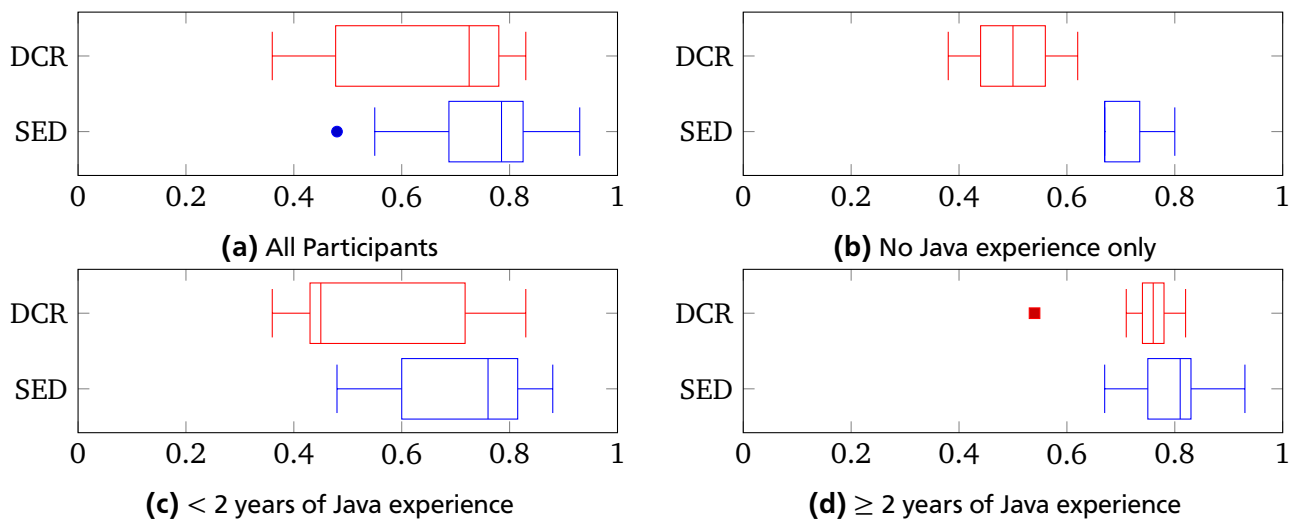 DCR
SED
0 0.2 0.4 0.6 0.8 1
(a) All Participants
DCR
SED
0 0.2 0.4 0.6 0.8 1
(b) No Java experience only
DCR
SED
0 0.2 0.4 0.6 0.8 1
(c) < 2 years of Java experience
DCR
SED
0 0.2 0.4 0.6 0.8 1
(d) ≥ 2 years of Java experience